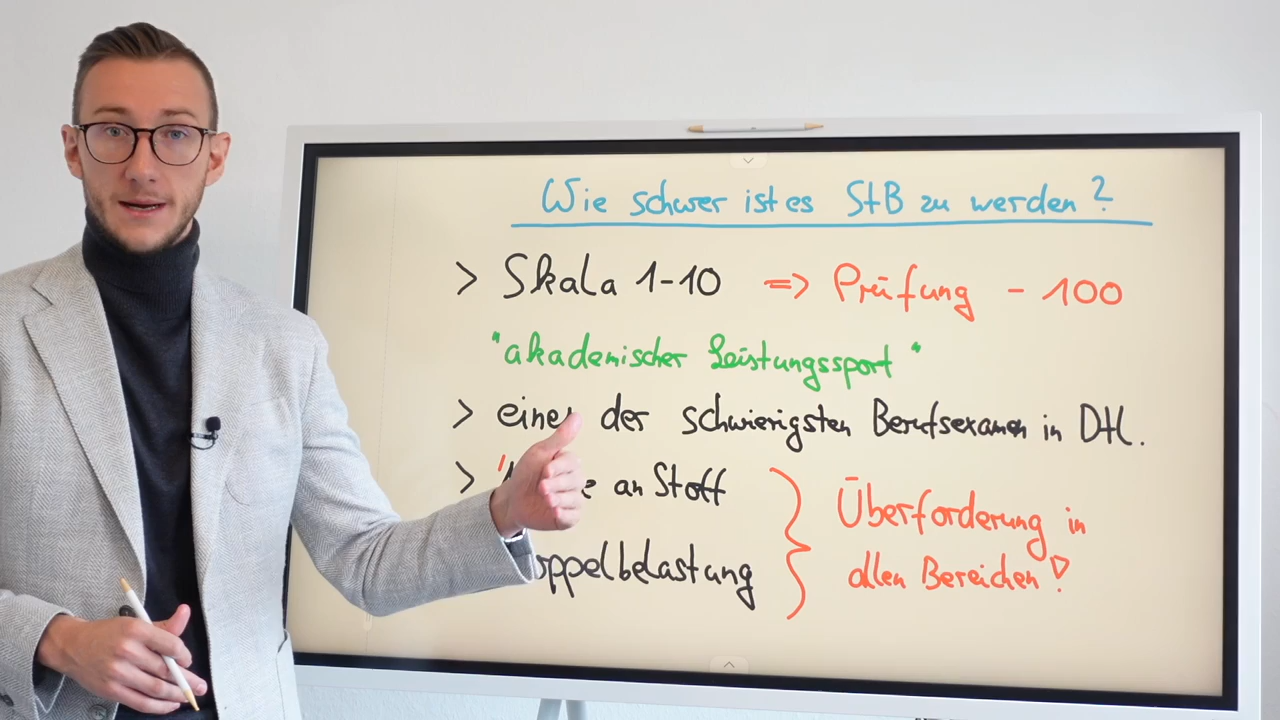 Wie schwer ist es StB zu werden?
> Skala 1-10 => Prüfung - 100
"akademischer Leistungssport"
> eines der schwierigsten Berufsexamen in Dtl.
> an Stoff
Überforderung in
allen Bereichen!
oppelbelastung